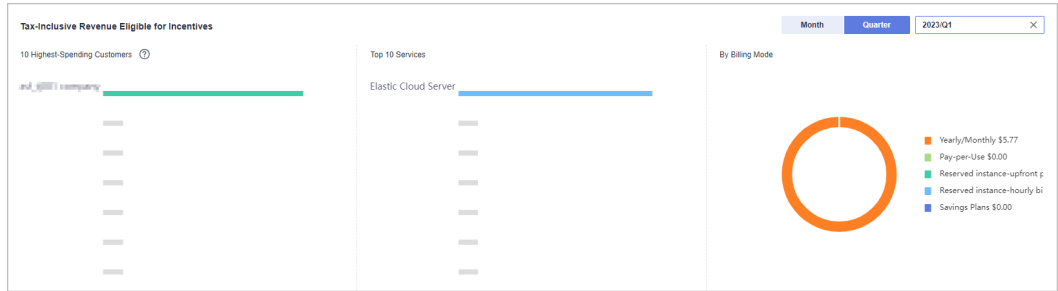 Tax-Inclusive Revenue Eligible for Incentives
Month
Quarter
2023/Q1
10 Highest-Spending Customers
Top 10 Services
By Billing Mode
company
Elastic Cloud Server
Yearly/Monthly $5.77
Pay-per-Use $0.00
Reserved instance-upfront p
Reserved instance-hourly bi
Savings Plans $0.00